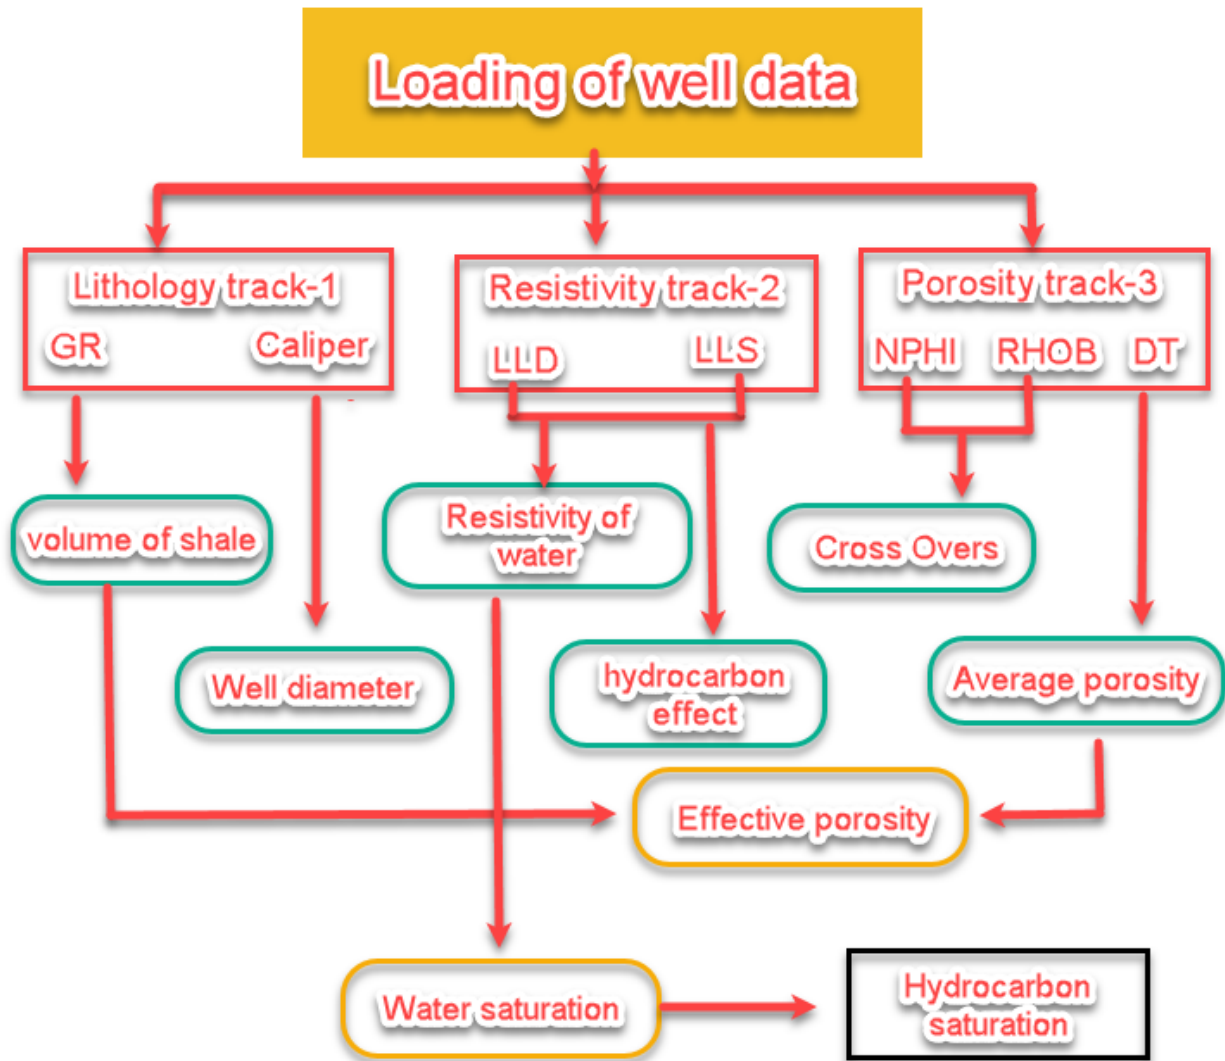 Loading of well data
Lithology track-1
GR
Caliper
Resistivity track-2
LLD
LLS
Porosity track-3
NPHI
RHOB
DT
volume of shale
Resistivity of
water
Cross Overs
Well diameter
hydrocarbon
effect
Average porosity
Effective porosity
Water saturation
Hydrocarbon
saturation